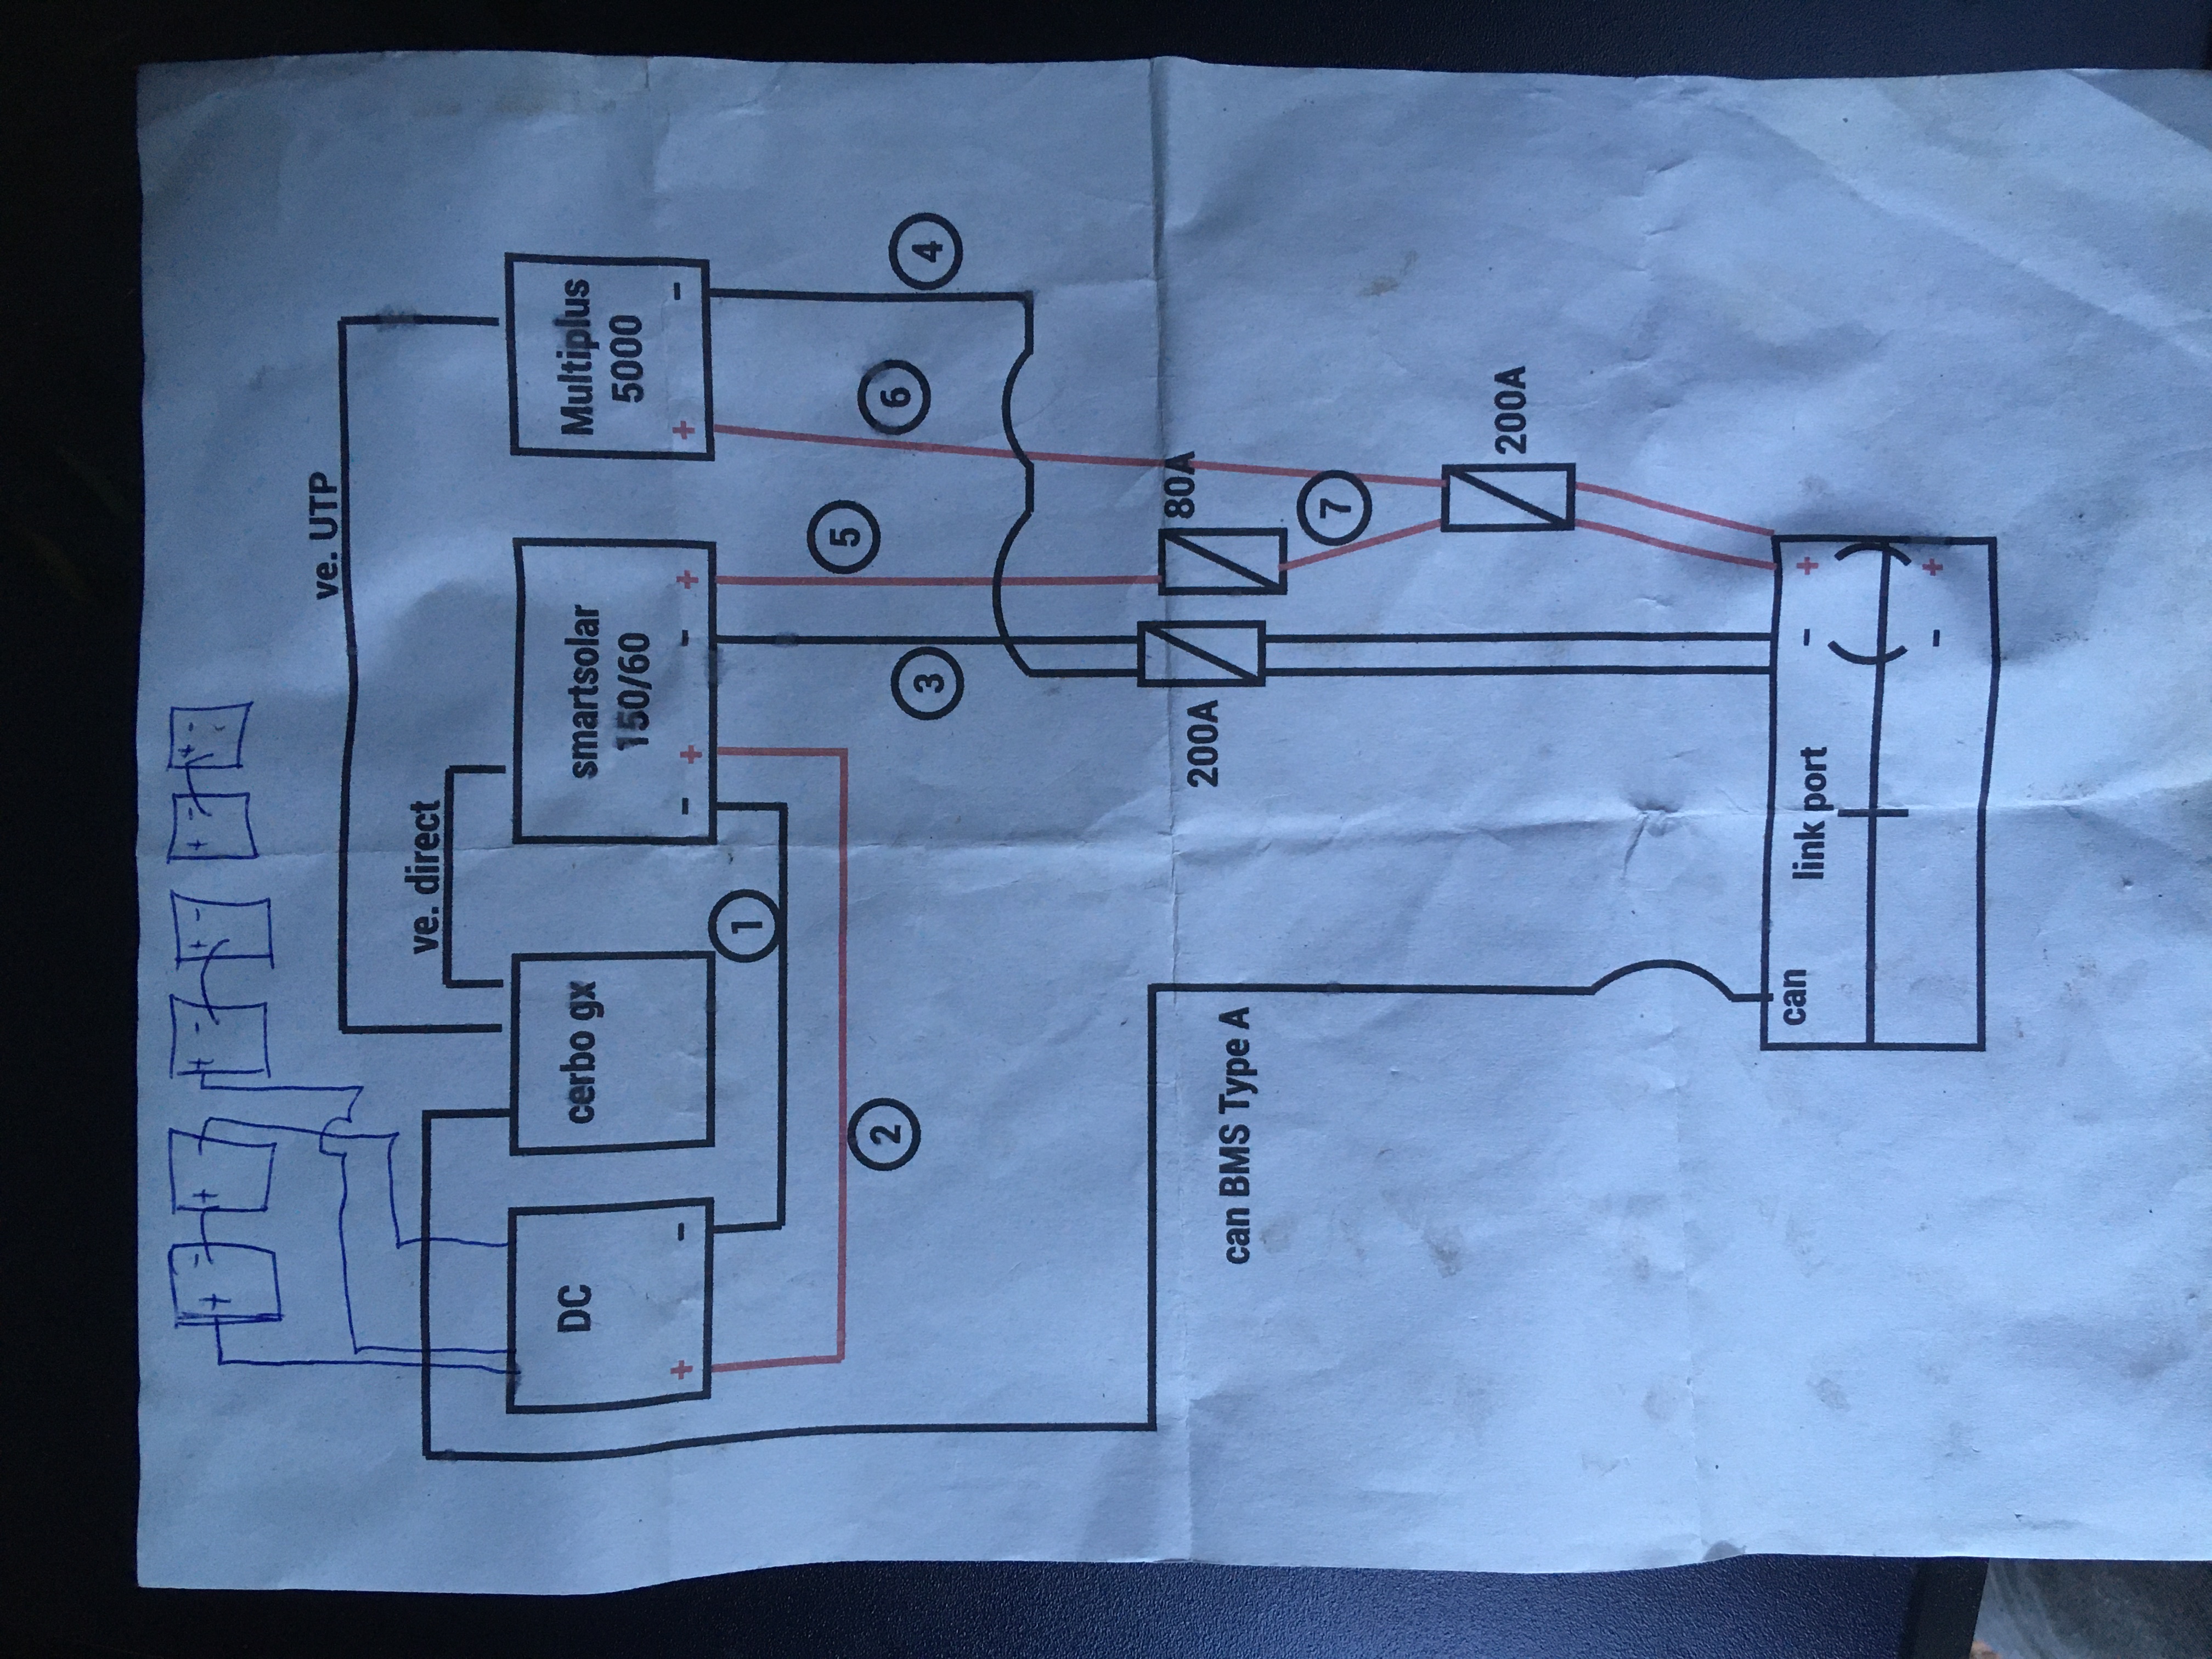 + - + + - + - + - + -
ve. UTP
ve. direct
DC
cerbo gx
smartsolar
150/60
Multiplus
5000
+ -
- + - +
+ -
1
2
5
6
3
4
200A
80A
can BMS Type A
7
200A
can
link port
- +
- +